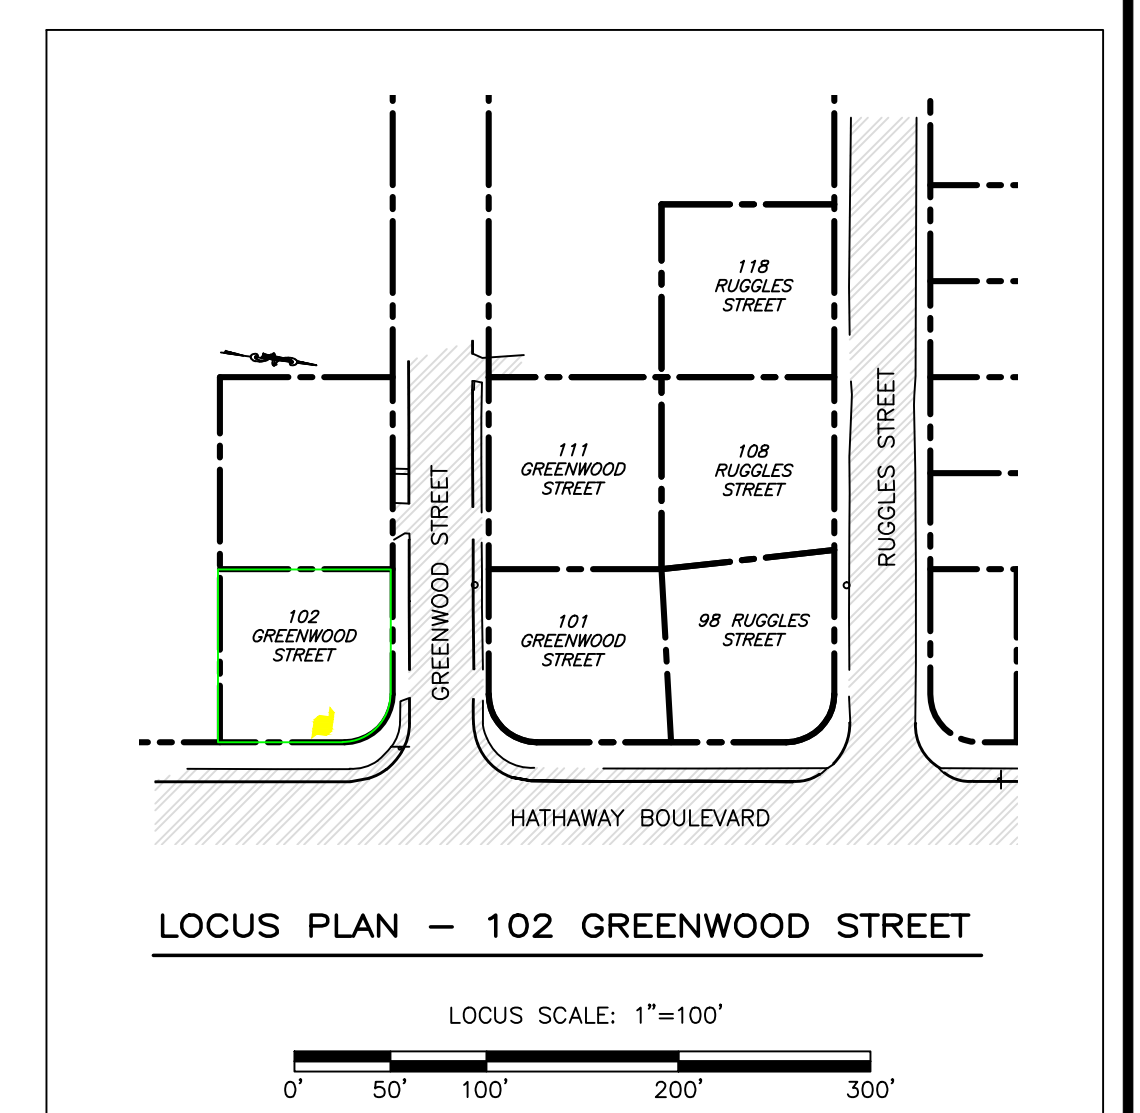 118
RUGGLES
STREET
111
GREENWOOD
STREET
108
RUGGLES
STREET
RUGGLES STREET
GREENWOOD STREET
102
GREENWOOD
STREET
101
GREENWOOD
STREET
98 RUGGLES
STREET
HATHAWAY BOULEVARD
LOCUS PLAN – 102 GREENWOOD STREET
LOCUS SCALE: 1"=100'
0' 50' 100' 200' 300'